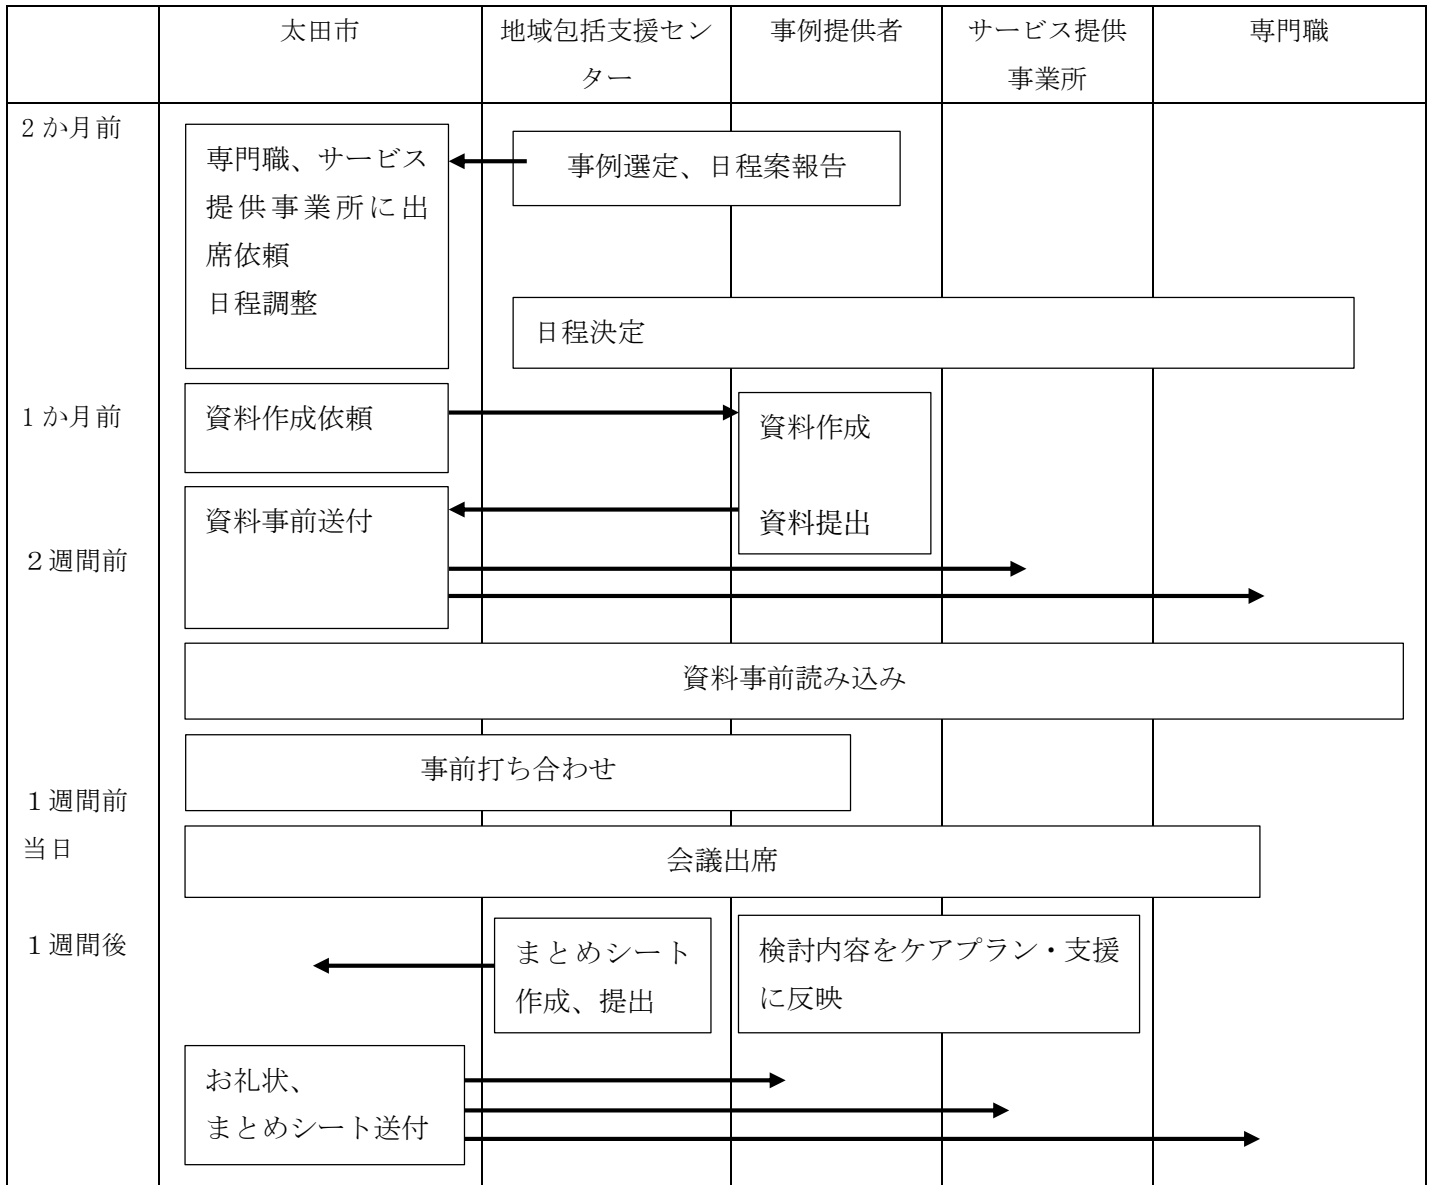 太田市
地域包括支援セン
ター
事例提供者
サービス提供
事業所
専門職
2か月前
専門職、サービス
提供事業所に出
席依頼
日程調整
事例選定、日程案報告
日程決定
1か月前
資料作成依頼
資料作成
資料事前送付
資料提出
２週間前
資料事前読み込み
事前打ち合わせ
１週間前
当日
会議出席
１週間後
まとめシート
作成、提出
検討内容をケアプラン・支援
に反映
お礼状、
まとめシート送付